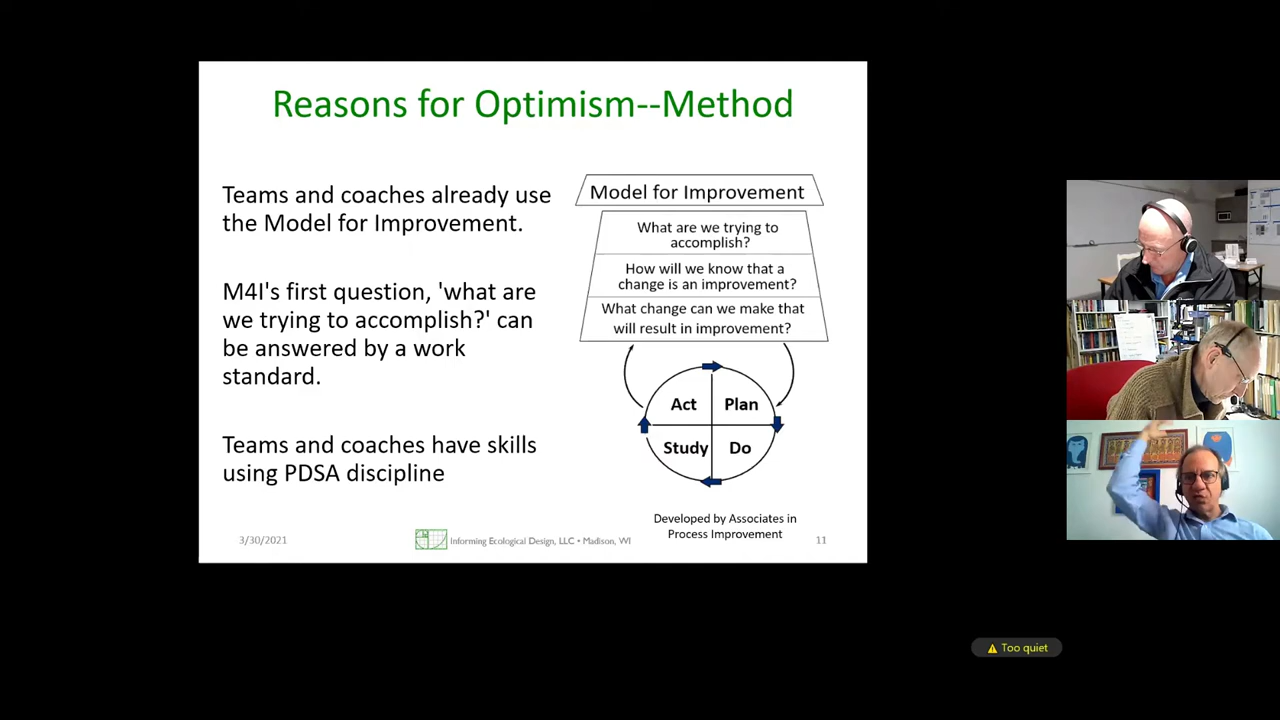 Reasons for Optimism--Method
Teams and coaches already use
the Model for Improvement.
M4I's first question, 'what are
we trying to accomplish?' can
be answered by a work
standard.
Teams and coaches have skills
using PDSA discipline
Model for Improvement
What are we trying to
accomplish?
How will we know that a
change is an improvement?
What change can we make that
will result in improvement?
Act
Plan
Study
Do
Developed by Associates in
Process Improvement
3/30/2021
Informing Ecological Design, LLC • Madison, WI
11
Too quiet